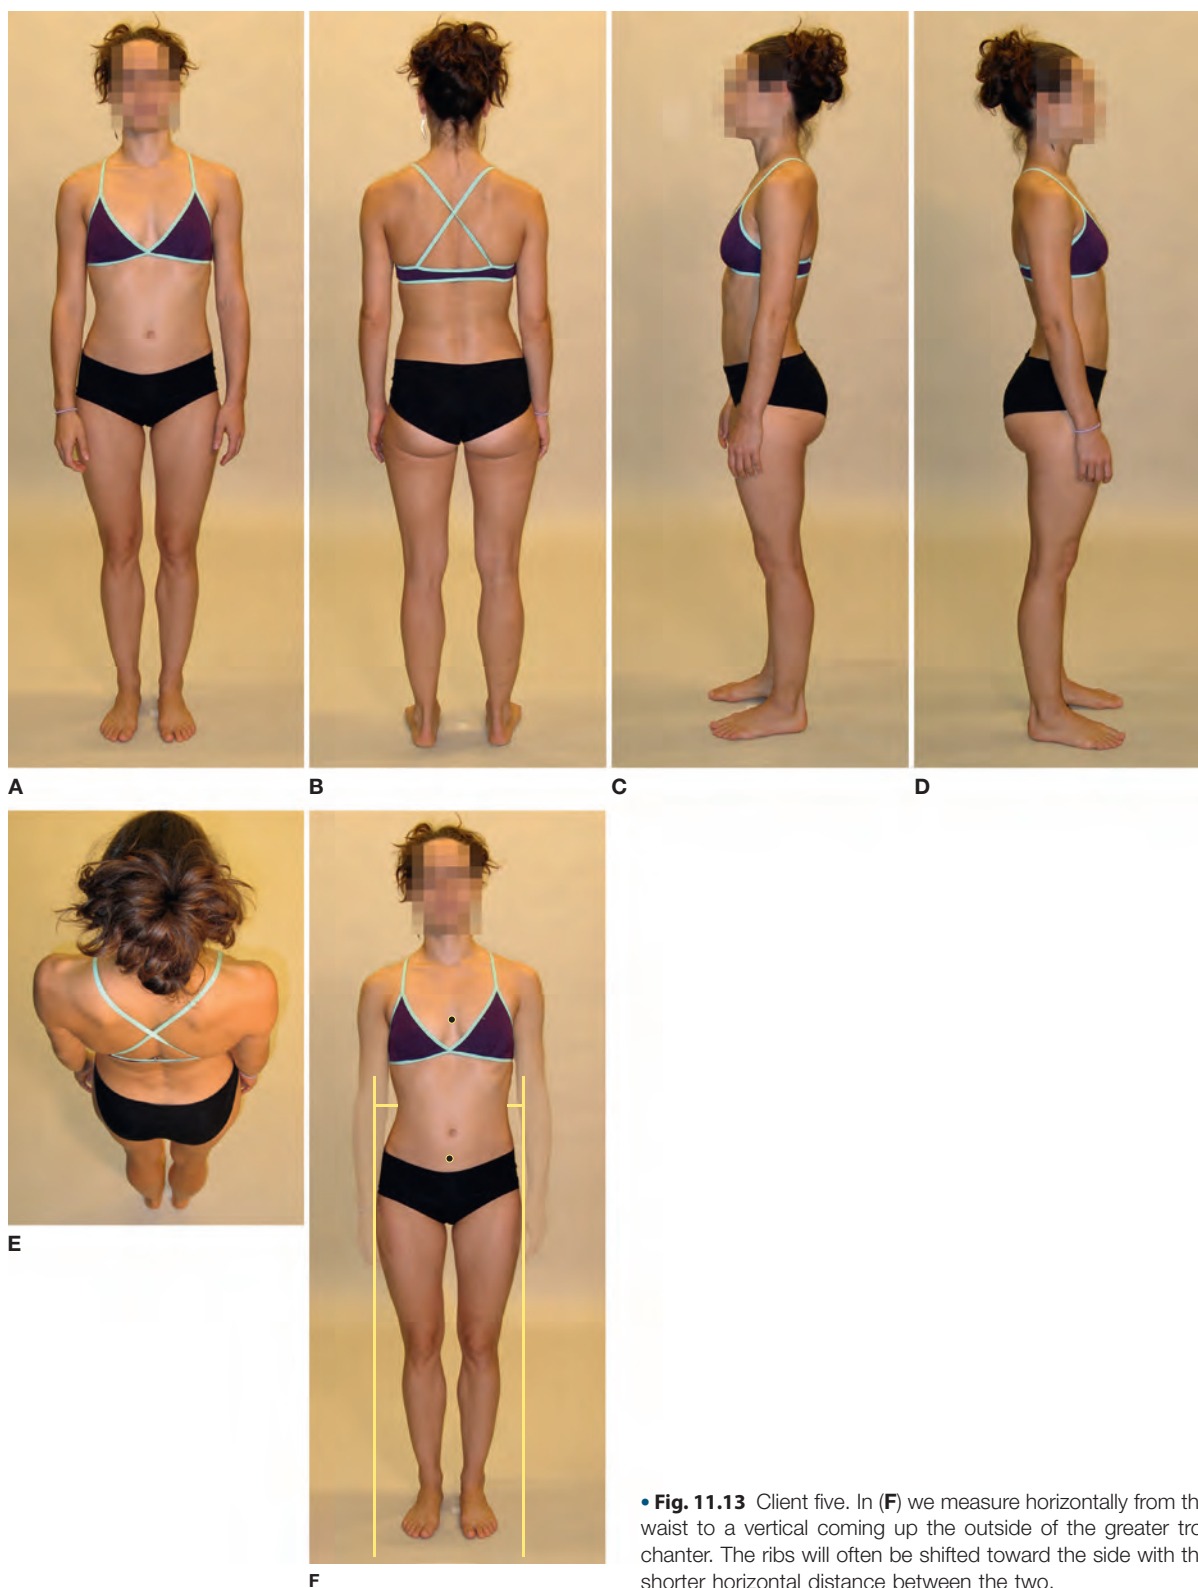 A
B
C
D
E
F
• Fig. 11.13 Client five. In (F) we measure horizontally from th
waist to a vertical coming up the outside of the greater tro
chanter. The ribs will often be shifted toward the side with th
shorter horizontal distance between the two.